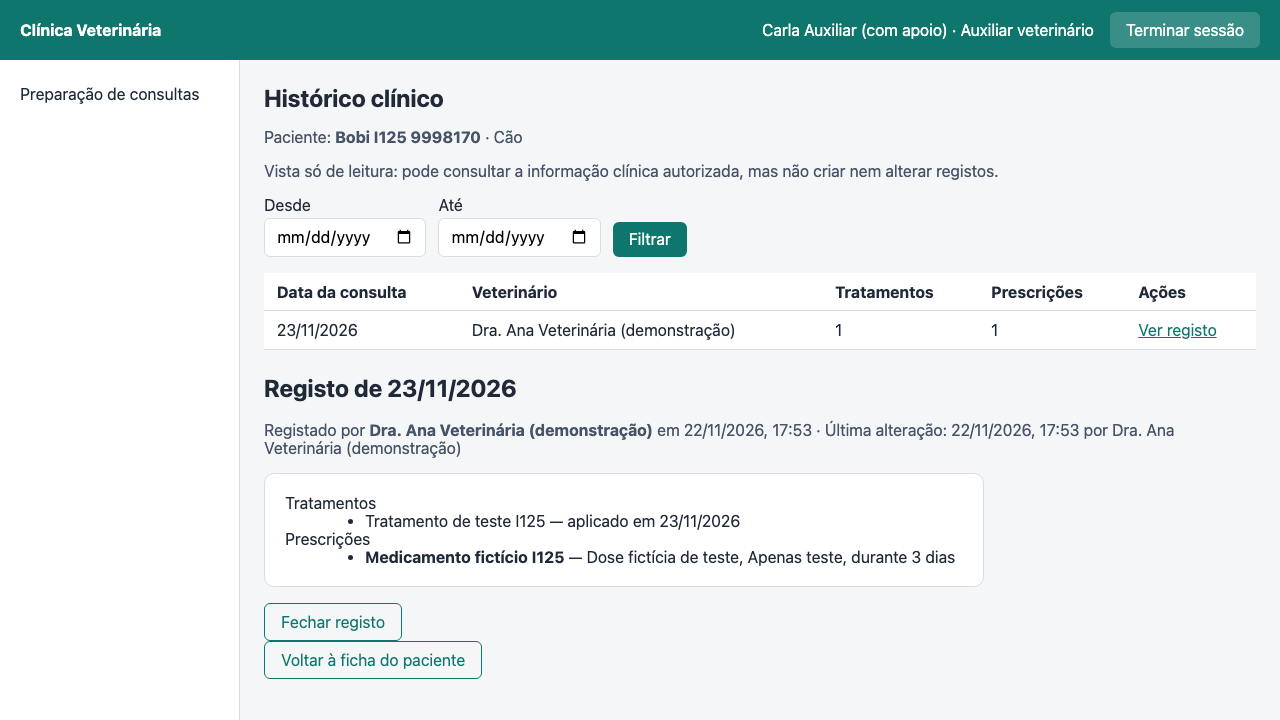 Clínica Veterinária
Carla Auxiliar (com apoio) · Auxiliar veterinário
Terminar sessão
Preparação de consultas
Histórico clínico
Paciente: Bobi I125 9998170 · Cão
Vista só de leitura: pode consultar a informação clínica autorizada, mas não criar nem alterar registos.
Desde
Até
mm/dd/yyyy
mm/dd/yyyy
Filtrar
Data da consulta Veterinário Tratamentos Prescrições Ações
23/11/2026 Dra. Ana Veterinária (demonstração) 1 1 Ver registo
Registo de 23/11/2026
Registado por Dra. Ana Veterinária (demonstração) em 22/11/2026, 17:53 · Última alteração: 22/11/2026, 17:53 por Dra. Ana
Veterinária (demonstração)
Tratamentos
• Tratamento de teste I125 — aplicado em 23/11/2026
Prescrições
• Medicamento fictício I125 — Dose fictícia de teste, Apenas teste, durante 3 dias
Fechar registo
Voltar à ficha do paciente